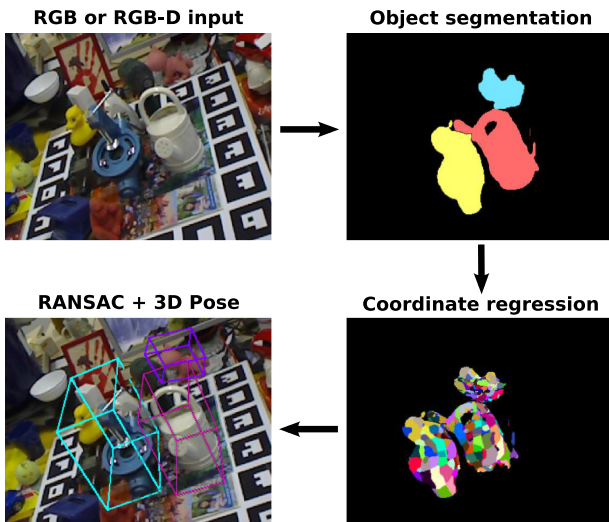 RGB or RGB-D input
Object segmentation
RANSAC + 3D Pose
Coordinate regression